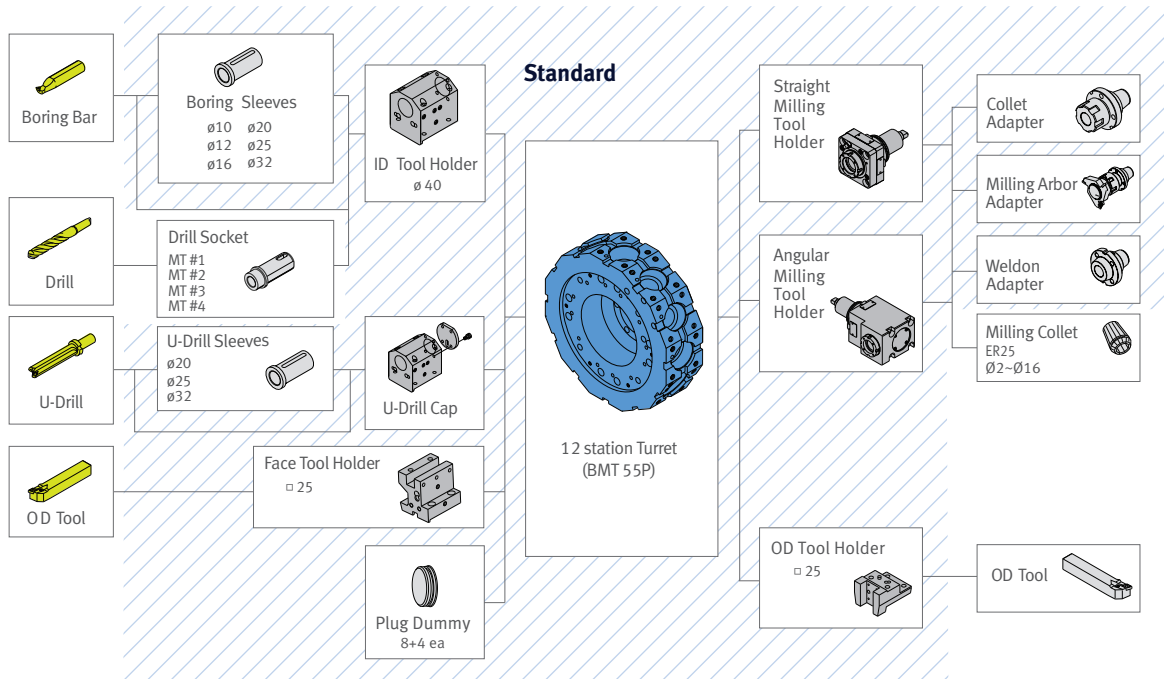 Standard
Boring Bar
Boring Sleeves
ø10 ø20
ø12 ø25
ø16 ø32
ID Tool Holder
ø 40
Drill
Drill Socket
MT #1
MT #2
MT #3
MT #4
U-Drill
U-Drill Sleeves
ø20
ø25
ø32
U-Drill Cap
OD Tool
Face Tool Holder
□ 25
Plug Dummy
8+4 ea
12 station Turret
(BMT 55P)
Straight
Milling
Tool
Holder
Angular
Milling
Tool
Holder
OD Tool Holder
□ 25
Collet
Adapter
Milling Arbor
Adapter
Weldon
Adapter
Milling Collet
ER25
Ø2~Ø16
OD Tool